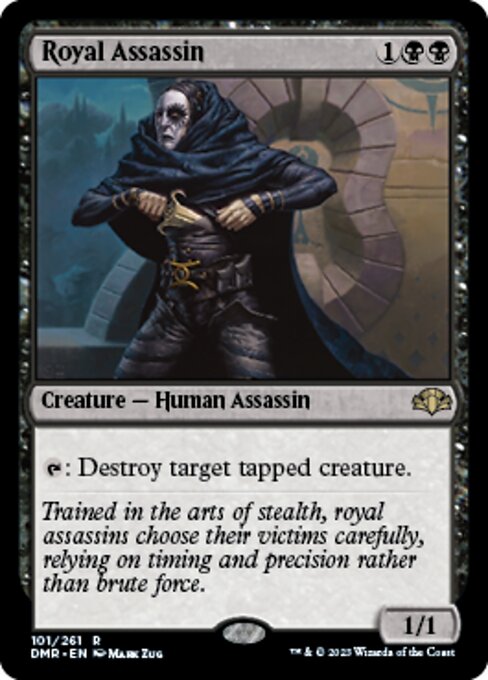 Royal Assassin 1
Creature — Human Assassin
: Destroy target tapped creature.
Trained in the arts of stealth, royal
assassins choose their victims carefully,
relying on timing and precision rather
than brute force.
1/1
101/261 R
DMR • EN Mark Zug
™ & © 2023 Wizards of the Coast